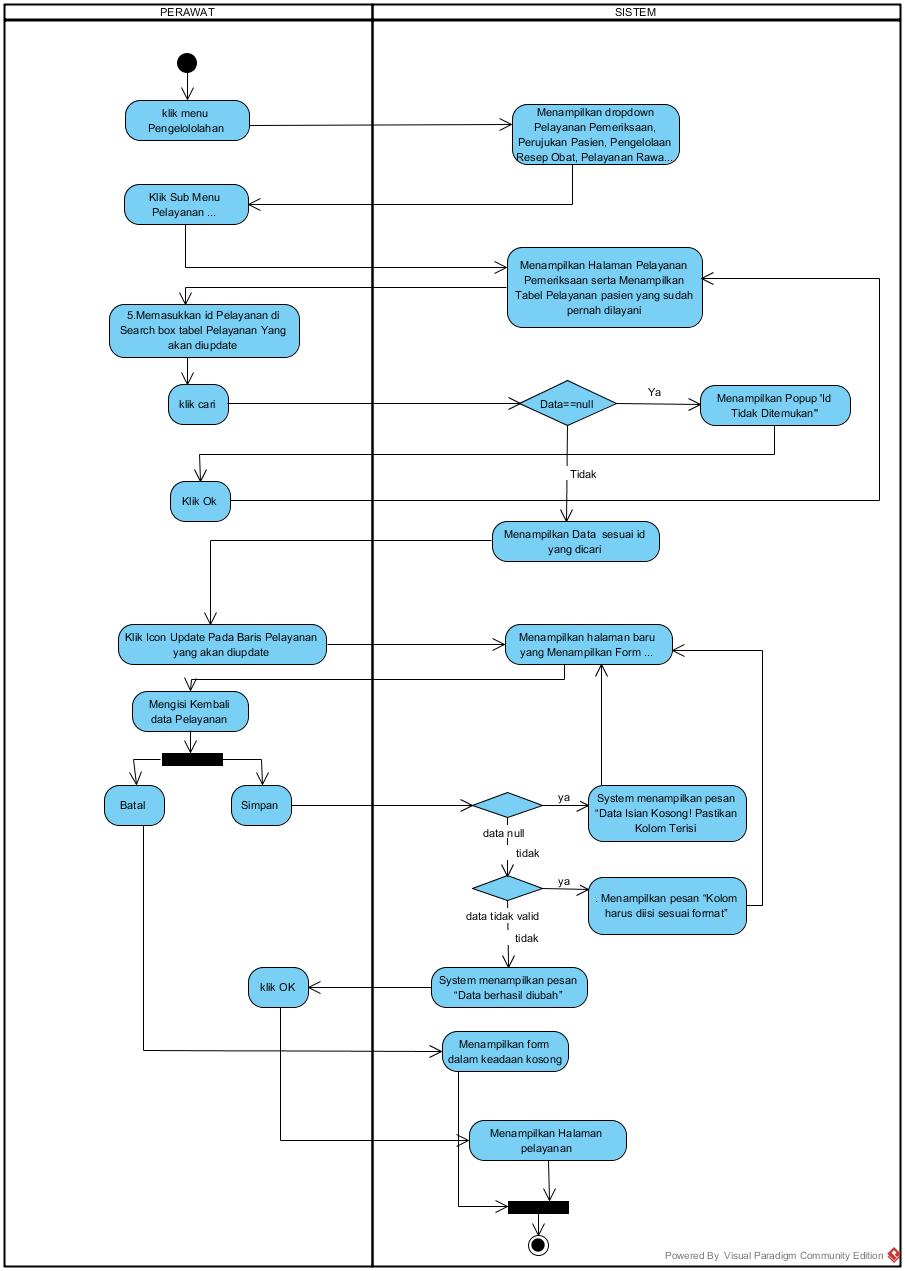 PERAWAT
SISTEM
klik menu
Pengelololahan
Menampilkan dropdown
Pelayanan Pemeriksaan,
Perujukan Pasien, Pengelolaan
Resep Obat, Pelayanan Rawa...
Klik Sub Menu
Pelayanan ...
Menampilkan Halaman Pelayanan
Pemeriksaan serta Menampilkan
Tabel Pelayanan pasien yang sudah
pernah dilayani
5.Memasukkan id Pelayanan di
Search box tabel Pelayanan Yang
akan diupdate
klik cari
Data==null
Ya
Menampilkan Popup "Id
Tidak Ditemukan"
Tidak
Klik Ok
Menampilkan Data sesuai id
yang dicari
Klik Icon Update Pada Baris Pelayanan
yang akan diupdate
Menampilkan halaman baru
yang Menampilkan Form ...
Mengisi Kembali
data Pelayanan
Batal
Simpan
ya
System menampilkan pesan
“Data Isian Kosong! Pastikan
Kolom Terisi
data null
tidak
ya
. Menampilkan pesan “Kolom
harus diisi sesuai format”
data tidak valid
tidak
klik OK
System menampilkan pesan
“Data berhasil diubah”
Menampilkan form
dalam keadaan kosong
Menampilkan Halaman
pelayanan
Powered By Visual Paradigm Community Edition